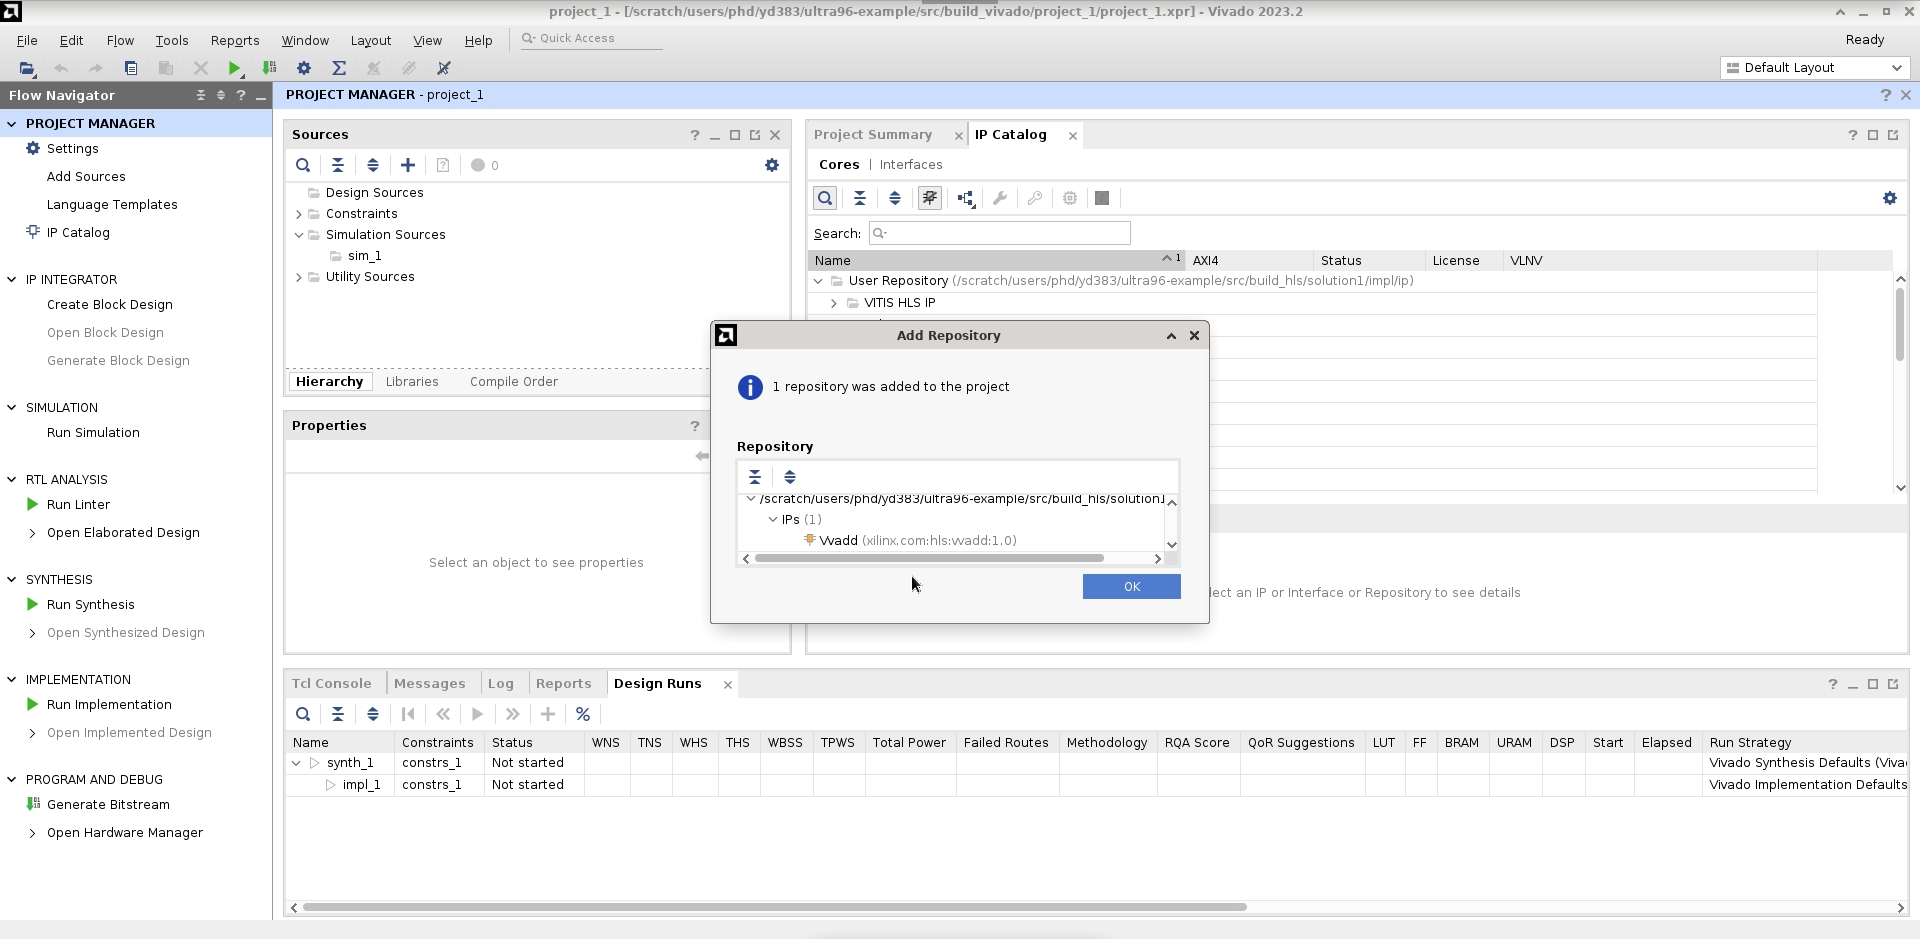 project_1 - [/scratch/users/phd/yd383/ultra96-example/src/build_vivado/project_1/project_1.xpr] - Vivado 2023.2
File Edit Flow Tools Reports Window Layout View Help Quick Access Ready
Default Layout
Flow Navigator
PROJECT MANAGER - project_1
PROJECT MANAGER
Settings
Add Sources
Language Templates
IP Catalog
IP INTEGRATOR
Create Block Design
Open Block Design
Generate Block Design
SIMULATION
Run Simulation
RTL ANALYSIS
Run Linter
Open Elaborated Design
SYNTHESIS
Run Synthesis
Open Synthesized Design
IMPLEMENTATION
Run Implementation
Open Implemented Design
PROGRAM AND DEBUG
Generate Bitstream
Open Hardware Manager
Sources
0
Design Sources
Constraints
Simulation Sources
sim_1
Utility Sources
Hierarchy Libraries Compile Order
Properties
Select an object to see properties
Project Summary IP Catalog
Cores | Interfaces
Search:
Name 1 AXI4 Status License VLNV
User Repository (/scratch/users/phd/yd383/ultra96-example/src/build_hls/solution1/impl/ip)
VITIS HLS IP
Add Repository
1 repository was added to the project
Repository
/scratch/users/phd/yd383/ultra96-example/src/build_hls/solution1
IPs (1)
Vvadd (xilinx.com:hls:vvadd:1.0)
OK
lect an IP or Interface or Repository to see details
Tcl Console Messages Log Reports Design Runs
Name Constraints Status WNS TNS WHS THS WBSS TPWS Total Power Failed Routes Methodology RQA Score QoR Suggestions LUT FF BRAM URAM DSP Start Elapsed Run Strategy
synth_1 constrs_1 Not started Vivado Synthesis Defaults (Viva
impl_1 constrs_1 Not started Vivado Implementation Defaults